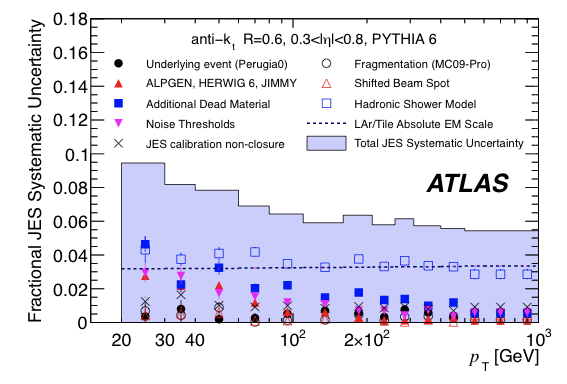 0.18
anti-kt R=0.6, 0.3<|η|<0.8, PYTHIA 6
0.16
Underlying event (Perugia0)
Fragmentation (MC09-Pro)
ALPGEN, HERWIG 6, JIMMY
Shifted Beam Spot
0.14
Additional Dead Material
Hadronic Shower Model
Noise Thresholds
LAr/Tile Absolute EM Scale
0.12
JES calibration non-closure
Total JES Systematic Uncertainty
0.1
ATLAS
0.08
0.06
0.04
0.02
0
Fractional JES Systematic Uncertainty
20 30 40 10² 2×10² 10³
pT [GeV]